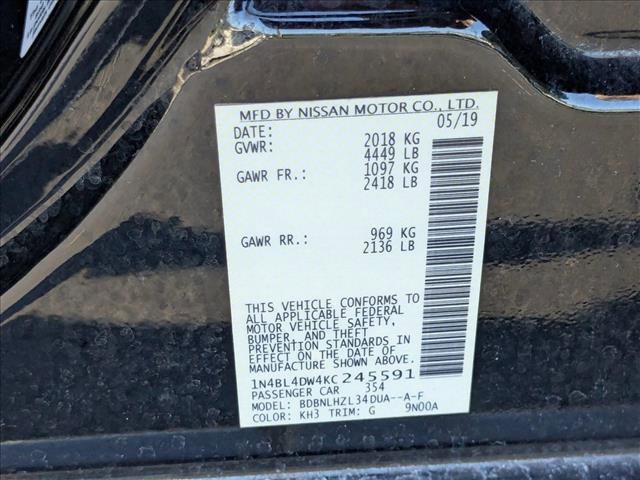 MFD BY NISSAN MOTOR CO., LTD.
DATE: 05/19
GVWR: 2018 KG
4449 LB
GAWR FR.: 1097 KG
2418 LB
GAWR RR.: 969 KG
2136 LB
THIS VEHICLE CONFORMS TO
ALL APPLICABLE FEDERAL
MOTOR VEHICLE SAFETY,
BUMPER, AND THEFT
PREVENTION STANDARDS IN
EFFECT ON THE DATE OF
MANUFACTURE SHOWN ABOVE.
1N4BL4DW4KC245591
PASSENGER CAR 354
MODEL: BDBNLHZL34DUA--A-F
COLOR: KH3 TRIM: G 9N00A